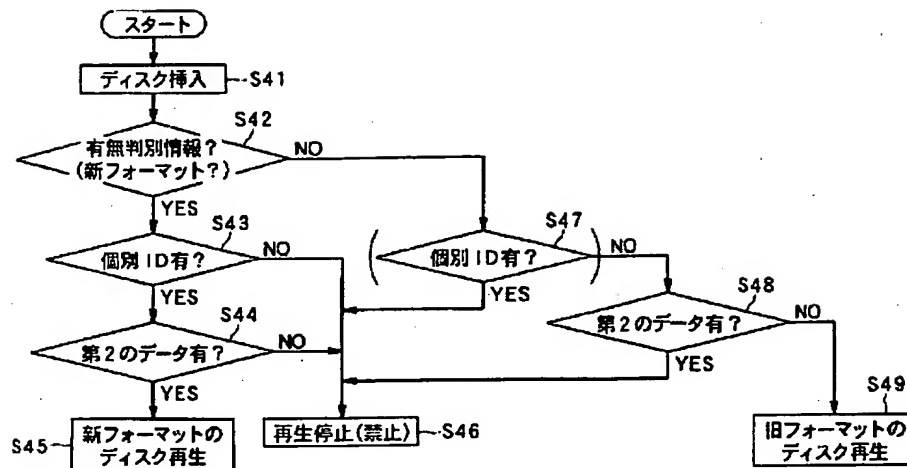 スタート
ディスク挿入
S41
S42
有無判別情報?
(新フォーマット?)
NO
YES
S43
個別ID有?
NO
YES
S47
(個別ID有?)
NO
YES
S44
第2のデータ有?
NO
YES
S48
第2のデータ有?
NO
YES
S45
新フォーマットの
ディスク再生
再生停止(禁止)
S46
S49
旧フォーマットの
ディスク再生